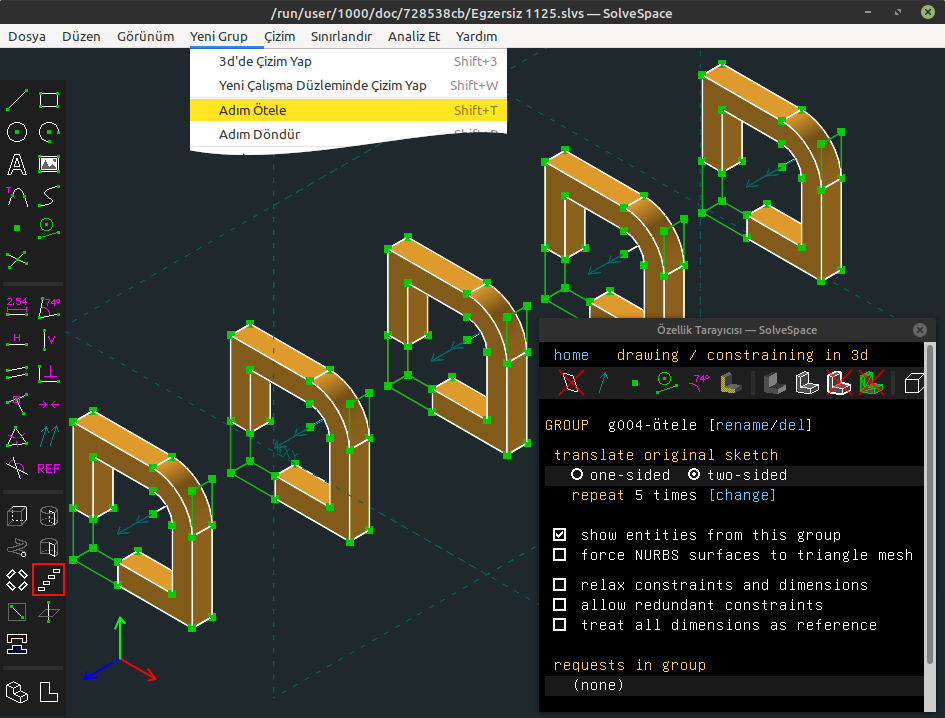 /run/user/1000/doc/728538cb/Egzersiz 1125.slvs — SolveSpace
Dosya Düzen Görünüm Yeni Grup Çizim Sınırlandır Analiz Et Yardım
3d'de Çizim Yap Shift+3
Yeni Çalışma Düzleminde Çizim Yap Shift+W
Adım Ötele Shift+T
Adım Döndür
T
2.54 74°
H V
REF
Özellik Tarayıcısı — SolveSpace
home drawing / constraining in 3d
74°
GROUP g004-ötele [rename/del]
translate original sketch
one-sided two-sided
repeat 5 times [change]
show entities from this group
force NURBS surfaces to triangle mesh
relax constraints and dimensions
allow redundant constraints
treat all dimensions as reference
requests in group
(none)